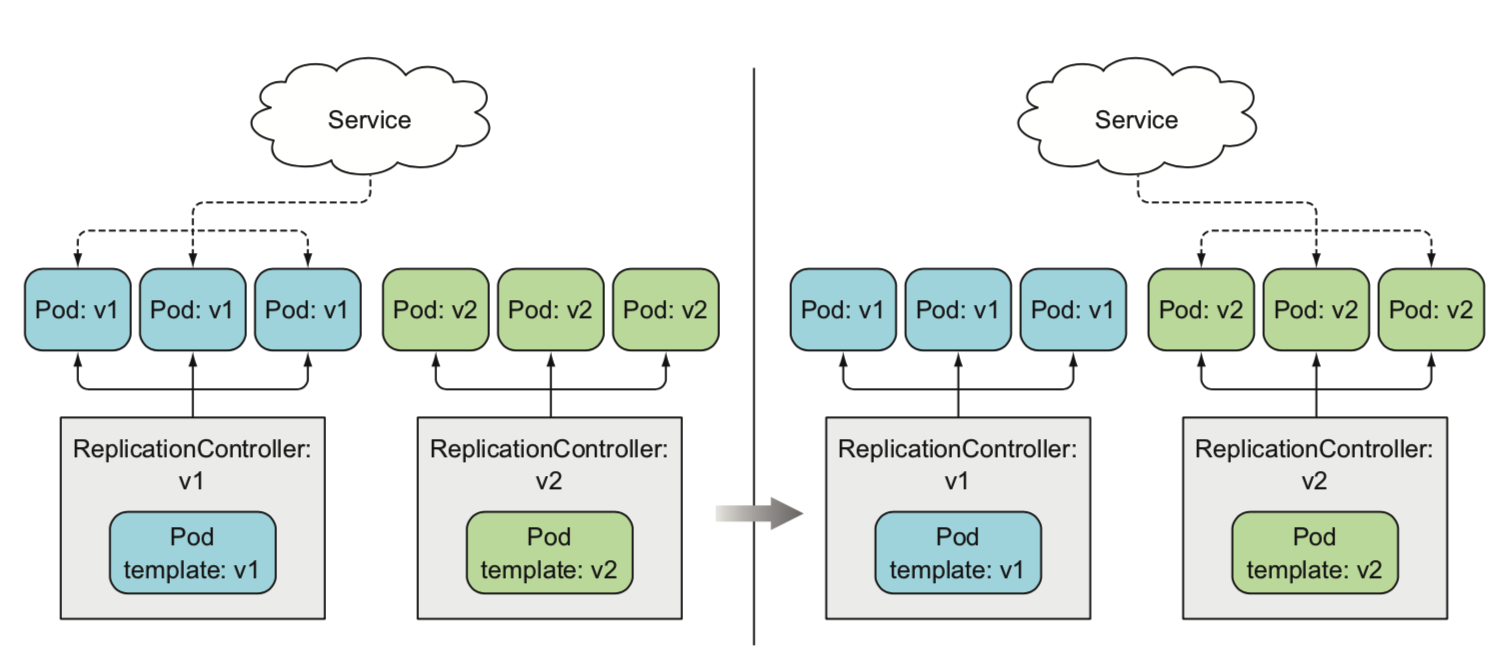 Service
Pod: v1
Pod: v1
Pod: v1
Pod: v2
Pod: v2
Pod: v2
ReplicationController:
v1
Pod
template: v1
ReplicationController:
v2
Pod
template: v2
Service
Pod: v1
Pod: v1
Pod: v1
Pod: v2
Pod: v2
Pod: v2
ReplicationController:
v1
Pod
template: v1
ReplicationController:
v2
Pod
template: v2